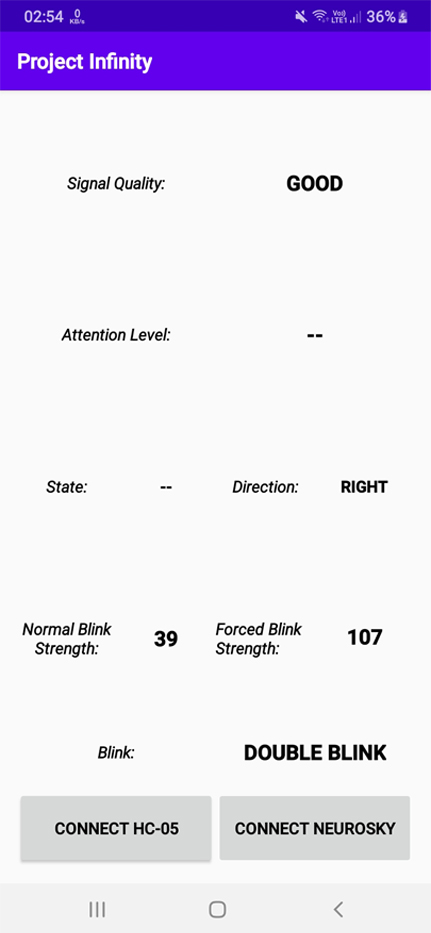 02:54 0 KB/s Vo) LTE1 36%
Project Infinity
Signal Quality: GOOD
Attention Level: --
State: -- Direction: RIGHT
Normal Blink Strength: 39 Forced Blink Strength: 107
Blink: DOUBLE BLINK
CONNECT HC-05 CONNECT NEUROSKY